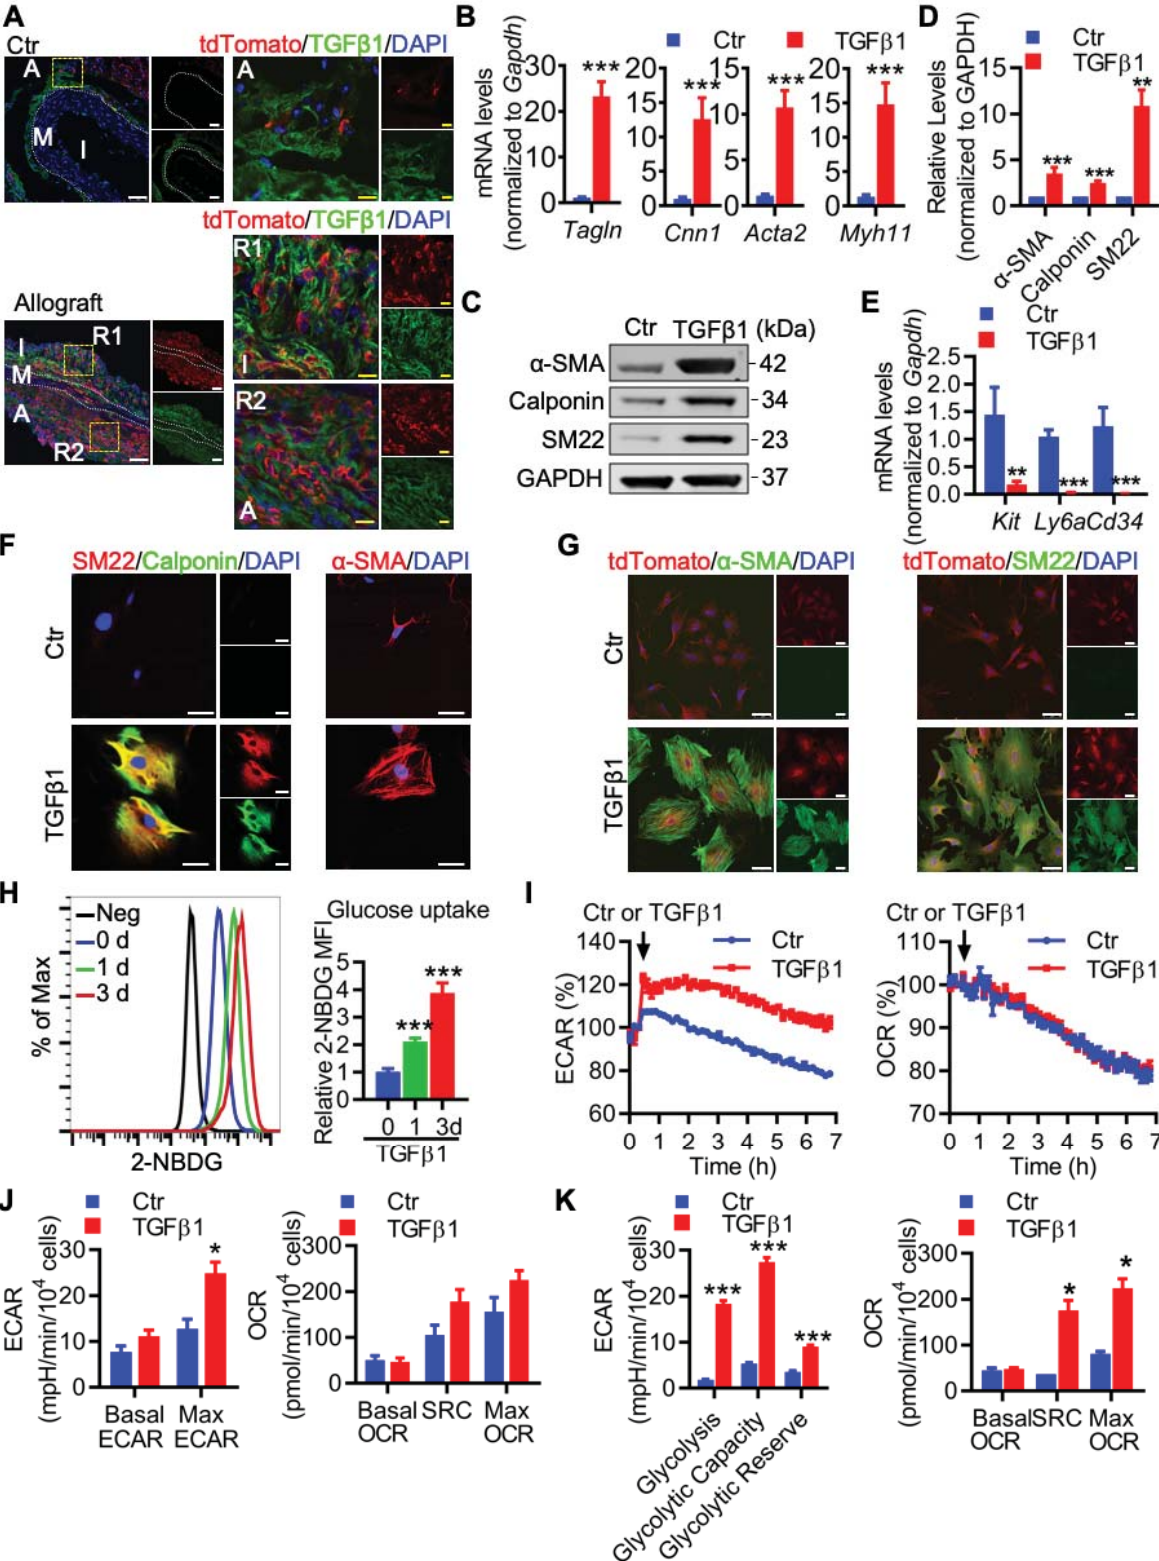 A
Ctr
tdTomato/TGFβ1/DAPI
A
M
I
A
tdTomato/TGFβ1/DAPI
R1
I
Allograft
R1
I
M
A
R2
R2
A
B
Ctr
TGFβ1
mRNA levels
(normalized to Gapdh)
30
20
10
0
***
Tagln
20
15
10
5
0
***
Cnn1
15
10
5
0
***
Acta2
20
15
10
5
0
***
Myh11
C
Ctr TGFβ1 (kDa)
α-SMA
42
Calponin
34
SM22
23
GAPDH
37
D
Ctr
TGFβ1
Relative Levels
(normalized to GAPDH)
15
10
5
0
***
***
**
α-SMA
Calponin
SM22
E
Ctr
TGFβ1
mRNA levels
(normalized to Gapdh)
2.5
2.0
1.5
1.0
0.5
0.0
**
***
***
Kit Ly6aCd34
F
SM22/Calponin/DAPI
α-SMA/DAPI
Ctr
TGFβ1
G
tdTomato/α-SMA/DAPI
tdTomato/SM22/DAPI
Ctr
TGFβ1
H
Neg
0 d
1 d
3 d
% of Max
2-NBDG
Glucose uptake
Relative 2-NBDG MFI
5
4
3
2
1
0
***
***
0 1 3d
TGFβ1
I
Ctr or TGFβ1
Ctr
TGFβ1
ECAR (%)
140
120
100
80
60
0 1 2 3 4 5 6 7
Time (h)
Ctr or TGFβ1
Ctr
TGFβ1
OCR (%)
110
100
90
80
70
0 1 2 3 4 5 6 7
Time (h)
J
Ctr
TGFβ1
ECAR
(mpH/min/10⁴ cells)
30
20
10
0
*
Basal
ECAR
Max
ECAR
Ctr
TGFβ1
OCR
(pmol/min/10⁴ cells)
300
200
100
0
Basal
OCR
SRC
Max
OCR
K
Ctr
TGFβ1
ECAR
(mpH/min/10⁴ cells)
30
20
10
0
***
***
***
Glycolysis
Glycolytic Capacity
Glycolytic Reserve
Ctr
TGFβ1
OCR
(pmol/min/10⁴ cells)
300
200
100
0
*
*
Basal
OCR
SRC
Max
OCR